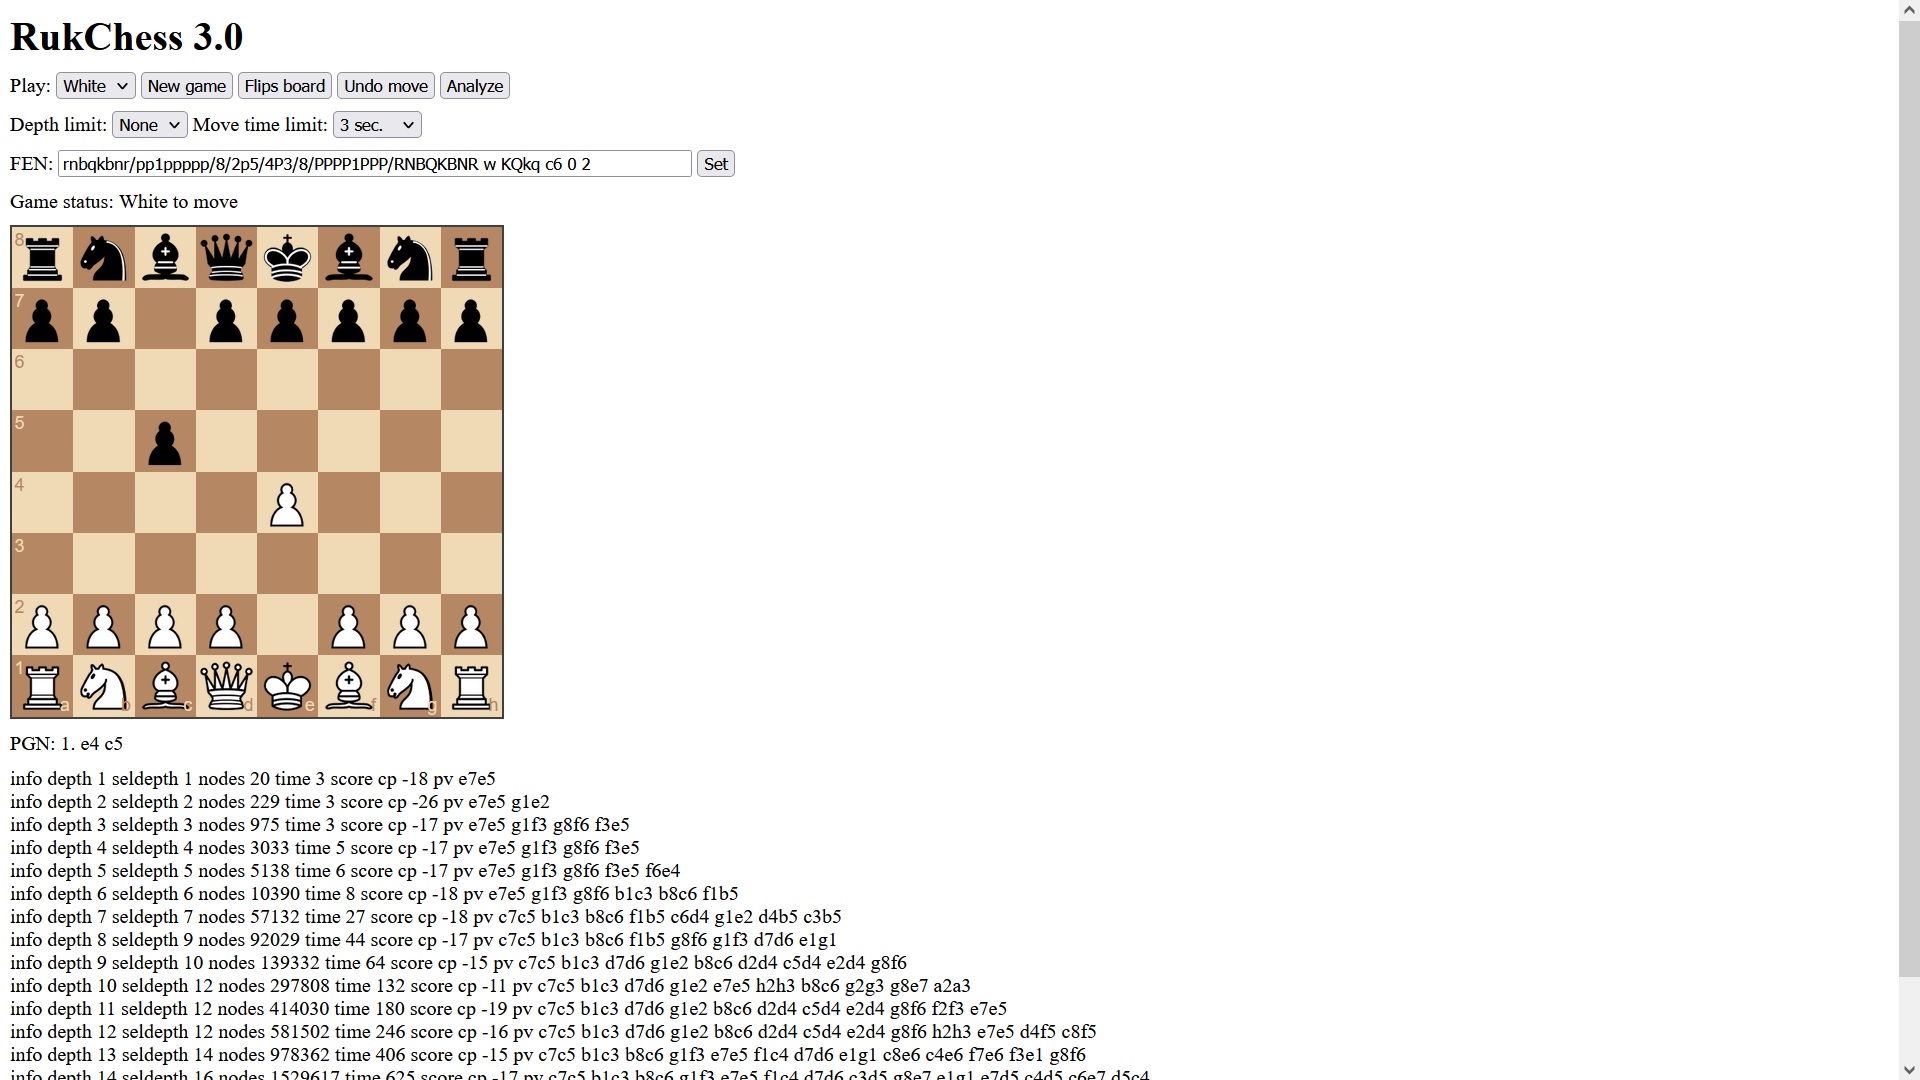 RukChess 3.0
Play: White New game Flips board Undo move Analyze
Depth limit: None Move time limit: 3 sec.
FEN: rnbqkbnr/pp1ppppp/8/2p5/4P3/8/PPPP1PPP/RNBQKBNR w KQkq c6 0 2 Set
Game status: White to move
8
7
6
5
4
3
2
1
a b c d e f g h
PGN: 1. e4 c5
info depth 1 seldepth 1 nodes 20 time 3 score cp -18 pv e7e5
info depth 2 seldepth 2 nodes 229 time 3 score cp -26 pv e7e5 g1e2
info depth 3 seldepth 3 nodes 975 time 3 score cp -17 pv e7e5 g1f3 g8f6 f3e5
info depth 4 seldepth 4 nodes 3033 time 5 score cp -17 pv e7e5 g1f3 g8f6 f3e5
info depth 5 seldepth 5 nodes 5138 time 6 score cp -17 pv e7e5 g1f3 g8f6 f3e5 f6e4
info depth 6 seldepth 6 nodes 10390 time 8 score cp -18 pv e7e5 g1f3 g8f6 b1c3 b8c6 f1b5
info depth 7 seldepth 7 nodes 57132 time 27 score cp -18 pv c7c5 b1c3 b8c6 f1b5 c6d4 g1e2 d4b5 c3b5
info depth 8 seldepth 9 nodes 92029 time 44 score cp -17 pv c7c5 b1c3 b8c6 f1b5 g8f6 g1f3 d7d6 e1g1
info depth 9 seldepth 10 nodes 139332 time 64 score cp -15 pv c7c5 b1c3 d7d6 g1e2 b8c6 d2d4 c5d4 e2d4 g8f6
info depth 10 seldepth 12 nodes 297808 time 132 score cp -11 pv c7c5 b1c3 d7d6 g1e2 e7e5 h2h3 b8c6 g2g3 g8e7 a2a3
info depth 11 seldepth 12 nodes 414030 time 180 score cp -19 pv c7c5 b1c3 d7d6 g1e2 b8c6 d2d4 c5d4 e2d4 g8f6 f2f3 e7e5
info depth 12 seldepth 12 nodes 581502 time 246 score cp -16 pv c7c5 b1c3 d7d6 g1e2 b8c6 d2d4 c5d4 e2d4 g8f6 h2h3 e7e5 d4f5 c8f5
info depth 13 seldepth 14 nodes 978362 time 406 score cp -15 pv c7c5 b1c3 b8c6 g1f3 e7e5 f1c4 d7d6 e1g1 c8e6 c4e6 f7e6 f3e1 g8f6
info depth 14 seldepth 16 nodes 1529617 time 625 score cp -17 pv c7c5 b1c3 b8c6 g1f3 e7e5 f1c4 d7d6 c3d5 g8e7 e1g1 e7d5 c4d5 c6e7 d5c4